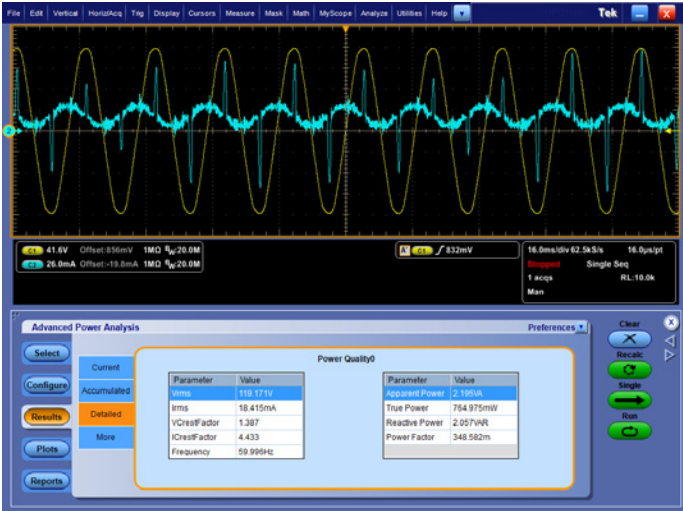 File Edit Vertical Horiz/Acq Trig Display Cursors Measure Mask Math MyScope Analyze Utilities Help Tek
2
C1 41.6V Offset:856mV 1MΩ BW:20.0M
C2 26.0mA Offset:-19.8mA 1MΩ BW:20.0M
A' C1 832mV
16.0ms/div 62.5kS/s 16.0µs/pt
Stopped Single Seq
1 acqs RL:10.0k
Man
Advanced Power Analysis
Preferences
Clear
X
Select
Configure
Results
Plots
Reports
Current
Accumulated
Detailed
More
Power Quality0
Parameter Value
Vrms 119.171V
Irms 18.415mA
VCrestFactor 1.387
ICrestFactor 4.433
Frequency 59.996Hz
Parameter Value
Apparent Power 2.195VA
True Power 764.975mW
Reactive Power 2.057VAR
Power Factor 348.582m
Recalc
Single
Run